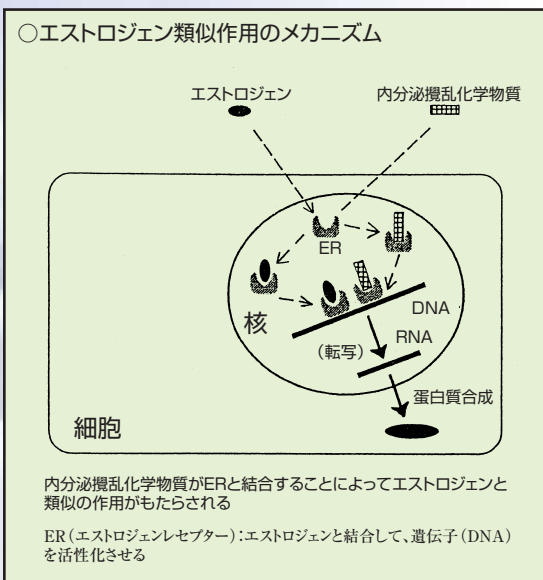 ○エストロジェン類似作用のメカニズム
エストロジェン
内分泌攪乱化学物質
ER
DNA
核
RNA
（転写）
蛋白質合成
細胞
内分泌攪乱化学物質がERと結合することによってエストロジェンと
類似の作用がもたらされる
ER（エストロジェンレセプター）：エストロジェンと結合して、遺伝子（DNA）
を活性化させる